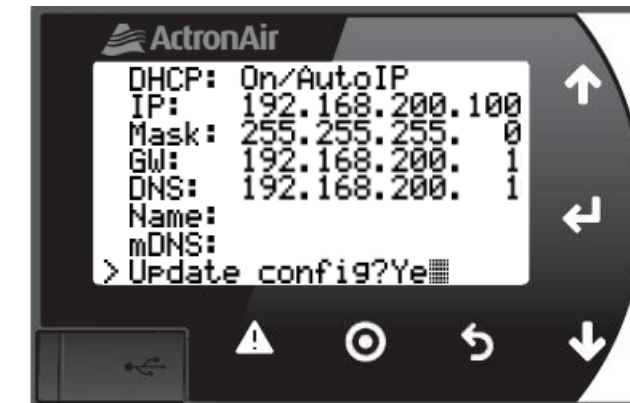 ActronAir
DHCP: On/AutoIP
IP: 192.168.200.100
Mask: 255.255.255. 0
GW: 192.168.200. 1
DNS: 192.168.200. 1
Name:
mDNS:
>Update config?Ye